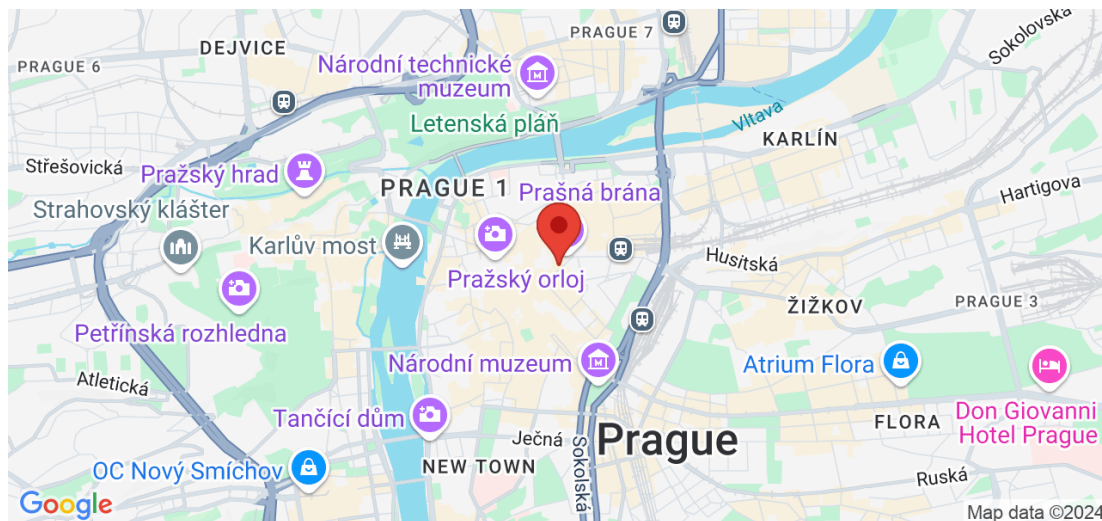 PRAGUE 7
Sokolovská
DEJVICE
PRAGUE 6
Národní technické
muzeum
Vltava
Letenská pláň
KARLÍN
Střešovická
Pražský hrad
PRAGUE 1
Prašná brána
Hartigova
Strahovský klášter
Karlův most
Husitská
Pražský orloj
ŽIŽKOV
PRAGUE 3
Petřínská rozhledna
Národní muzeum
Atrium Flora
Atletická
Tančící dům
Don Giovanni
Hotel Prague
FLORA
Ječná
Prague
OC Nový Smíchov
NEW TOWN
Sokolská
Ruská
Google
Map data ©2024